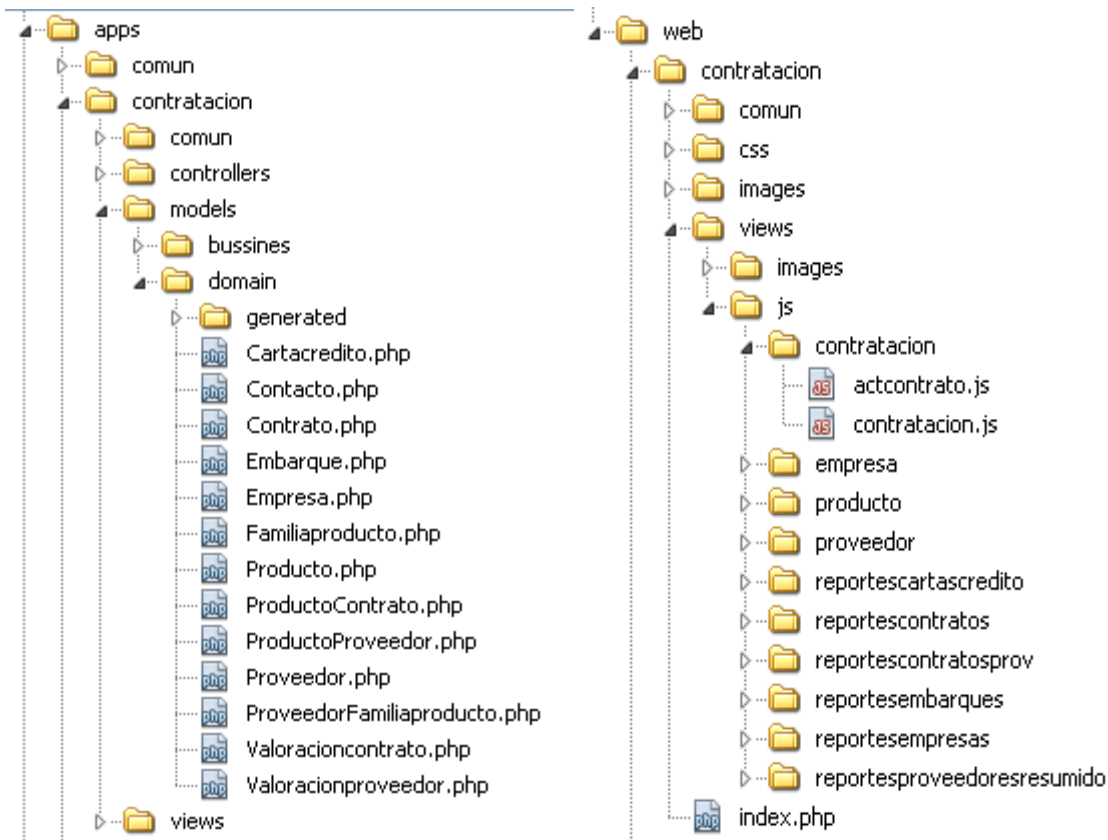 apps
comun
contratacion
comun
controllers
models
bussines
domain
generated
Cartacredito.php
Contacto.php
Contrato.php
Embarque.php
Empresa.php
Familiaproducto.php
Producto.php
ProductoContrato.php
ProductoProveedor.php
Proveedor.php
ProveedorFamiliaproducto.php
Valoracioncontrato.php
Valoracionproveedor.php
views
web
contratacion
comun
css
images
views
images
js
contratacion
actcontrato.js
contratacion.js
empresa
producto
proveedor
reportescartascredito
reportescontratos
reportescontratosprov
reportesembarques
reportesempresas
reportesproveedoresresumido
index.php